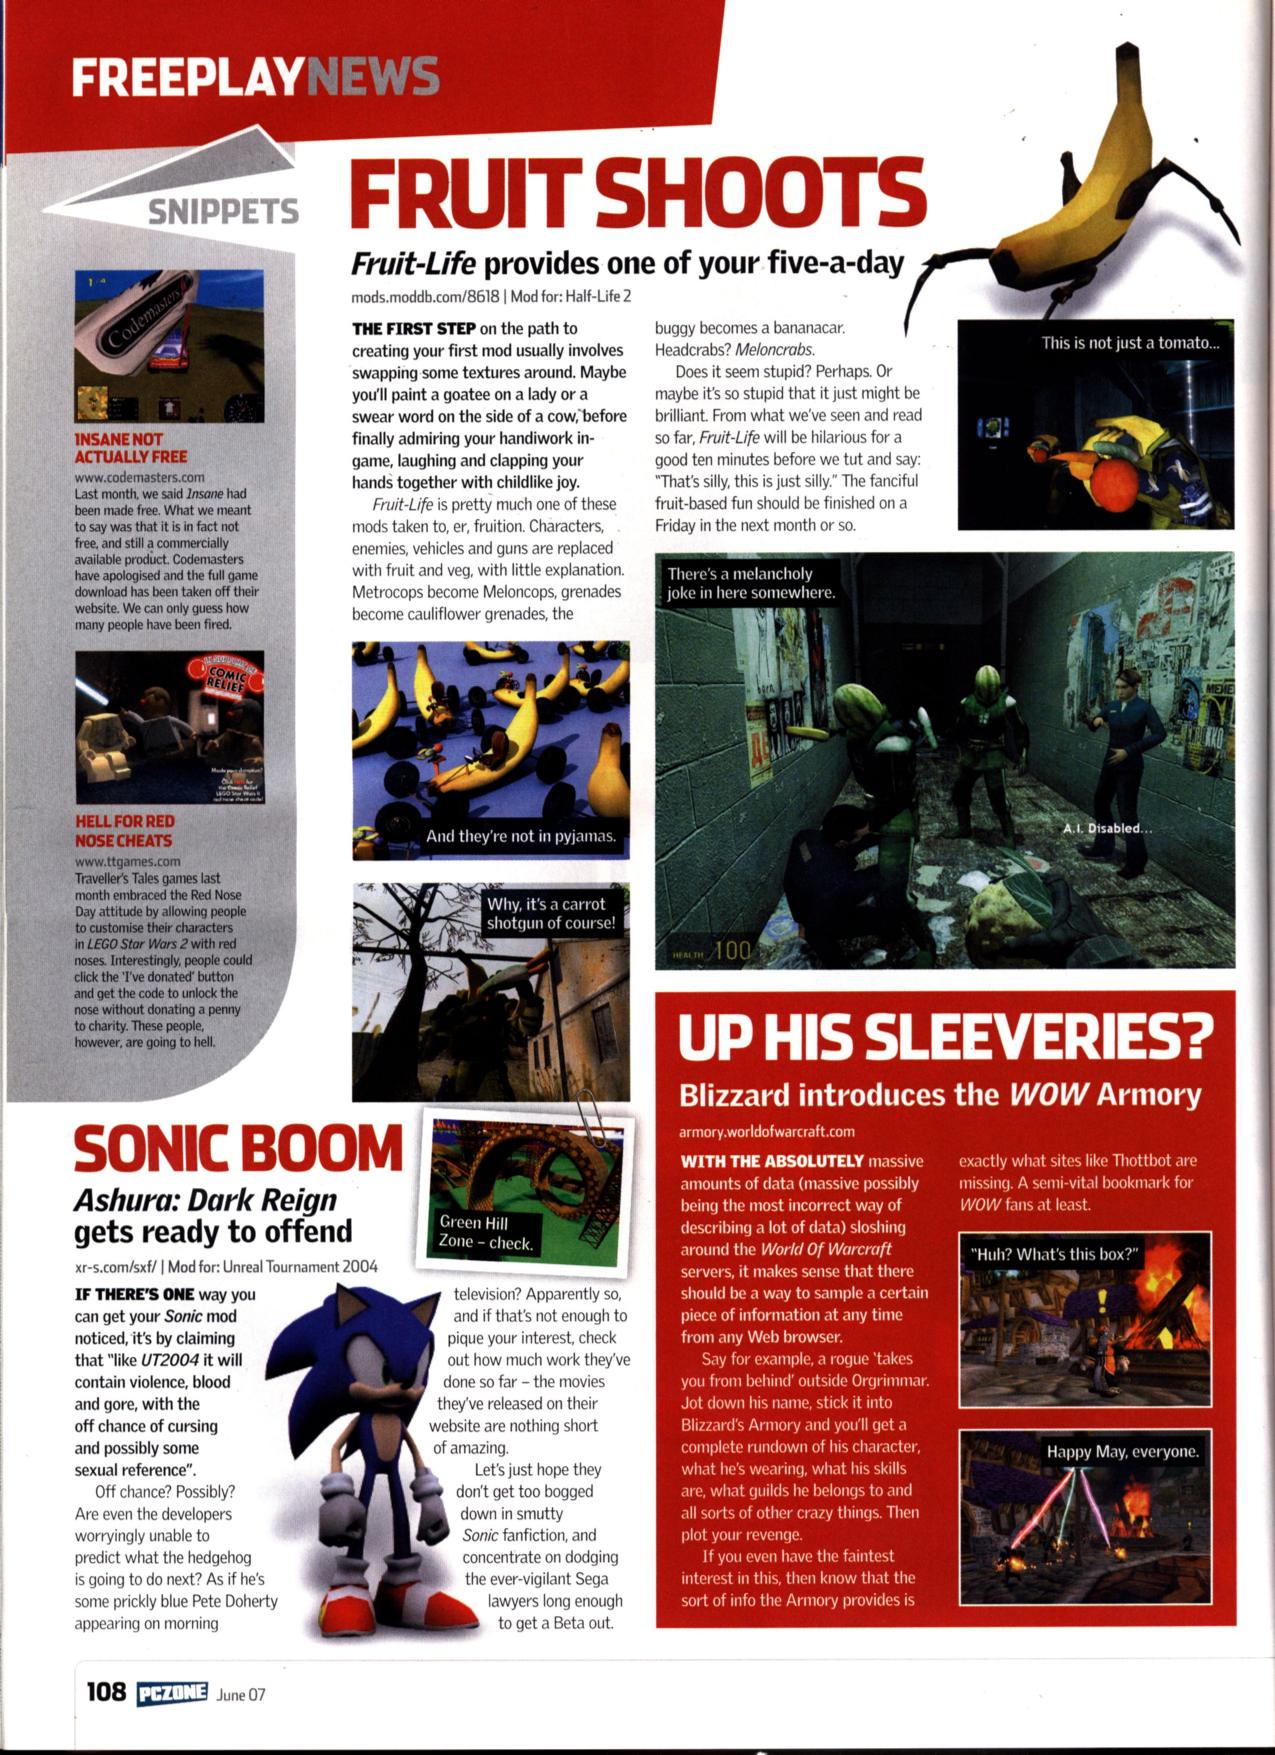 FREEPLAYNEWS
SNIPPETS
Codemasters
INSANE NOT
ACTUALLY FREE
www.codemasters.com
Last month, we said Insane had
been made free. What we meant
to say was that it is in fact not
free, and still a commercially
available product. Codemasters
have apologised and the full game
download has been taken off their
website. We can only guess how
many people have been fired.
COMIC
RELIEF
HELL FOR RED
NOSE CHEATS
www.ttgames.com
Traveller's Tales games last
month embraced the Red Nose
Day attitude by allowing people
to customise their characters
in LEGO Star Wars 2 with red
noses. Interestingly, people could
click the 'I've donated' button
and get the code to unlock the
nose without donating a penny
to charity. These people,
however, are going to hell.
FRUIT SHOOTS
Fruit-Life provides one of your five-a-day
mods.moddb.com/8618 | Mod for: Half-Life 2
THE FIRST STEP on the path to
creating your first mod usually involves
swapping some textures around. Maybe
you'll paint a goatee on a lady or a
swear word on the side of a cow, before
finally admiring your handiwork in-
game, laughing and clapping your
hands together with childlike joy.
Fruit-Life is pretty much one of these
mods taken to, er, fruition. Characters,
enemies, vehicles and guns are replaced
with fruit and veg, with little explanation.
Metrocops become Meloncops, grenades
become cauliflower grenades, the
buggy becomes a bananacar.
Headcrabs? Meloncrabs.
Does it seem stupid? Perhaps. Or
maybe it's so stupid that it just might be
brilliant. From what we've seen and read
so far, Fruit-Life will be hilarious for a
good ten minutes before we tut and say:
"That's silly, this is just silly." The fanciful
fruit-based fun should be finished on a
Friday in the next month or so.
This is not just a tomato...
There's a melancholy
joke in here somewhere.
A.I. Disabled...
HEALTH 100
And they're not in pyjamas.
Why, it's a carrot
shotgun of course!
SONIC BOOM
Ashura: Dark Reign
gets ready to offend
xr-s.com/sxf/ | Mod for: Unreal Tournament 2004
Green Hill
Zone – check.
IF THERE'S ONE way you
can get your Sonic mod
noticed, it's by claiming
that "like UT2004 it will
contain violence, blood
and gore, with the
off chance of cursing
and possibly some
sexual reference".
Off chance? Possibly?
Are even the developers
worryingly unable to
predict what the hedgehog
is going to do next? As if he's
some prickly blue Pete Doherty
appearing on morning
television? Apparently so,
and if that's not enough to
pique your interest, check
out how much work they've
done so far – the movies
they've released on their
website are nothing short
of amazing.
Let's just hope they
don't get too bogged
down in smutty
Sonic fanfiction, and
concentrate on dodging
the ever-vigilant Sega
lawyers long enough
to get a Beta out.
UP HIS SLEEVERIES?
Blizzard introduces the WOW Armory
armory.worldofwarcraft.com
WITH THE ABSOLUTELY massive
amounts of data (massive possibly
being the most incorrect way of
describing a lot of data) sloshing
around the World Of Warcraft
servers, it makes sense that there
should be a way to sample a certain
piece of information at any time
from any Web browser.
Say for example, a rogue 'takes
you from behind' outside Orgrimmar.
Jot down his name, stick it into
Blizzard's Armory and you'll get a
complete rundown of his character,
what he's wearing, what his skills
are, what guilds he belongs to and
all sorts of other crazy things. Then
plot your revenge.
If you even have the faintest
interest in this, then know that the
sort of info the Armory provides is
exactly what sites like Thottbot are
missing. A semi-vital bookmark for
WOW fans at least.
"Huh? What's this box?"
Happy May, everyone.
108 PCZONE June 07